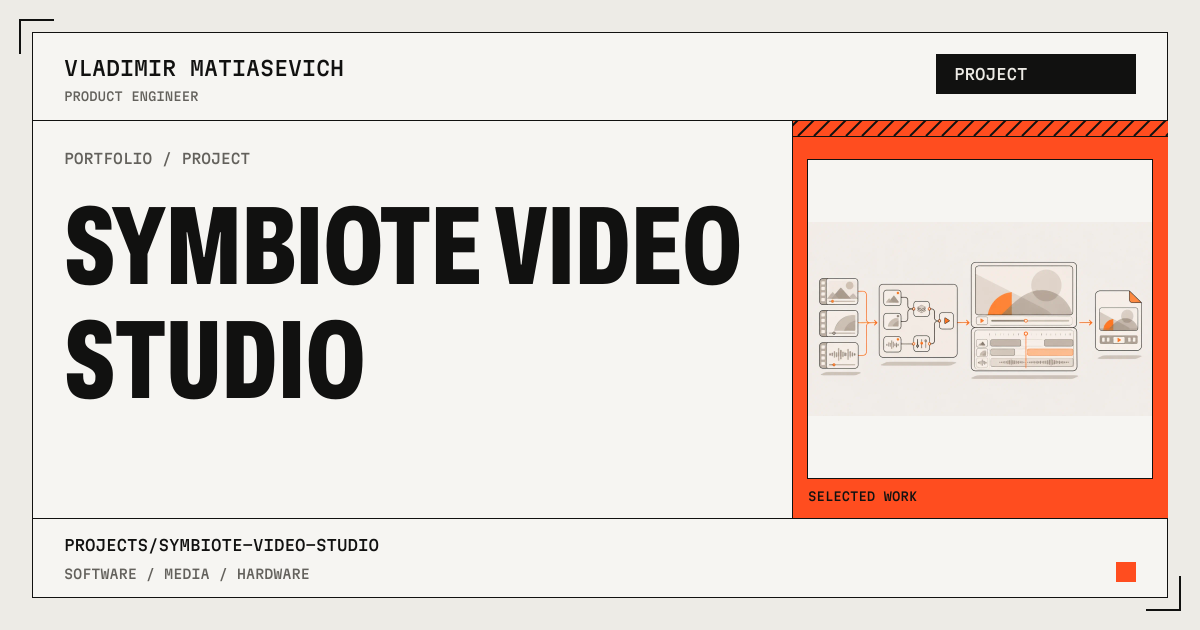 VLADIMIR MATIASEVICH
PRODUCT ENGINEER
PROJECT
PORTFOLIO / PROJECT
SYMBIOTE VIDEO
STUDIO
SELECTED WORK
PROJECTS/SYMBIOTE–VIDEO–STUDIO
SOFTWARE / MEDIA / HARDWARE